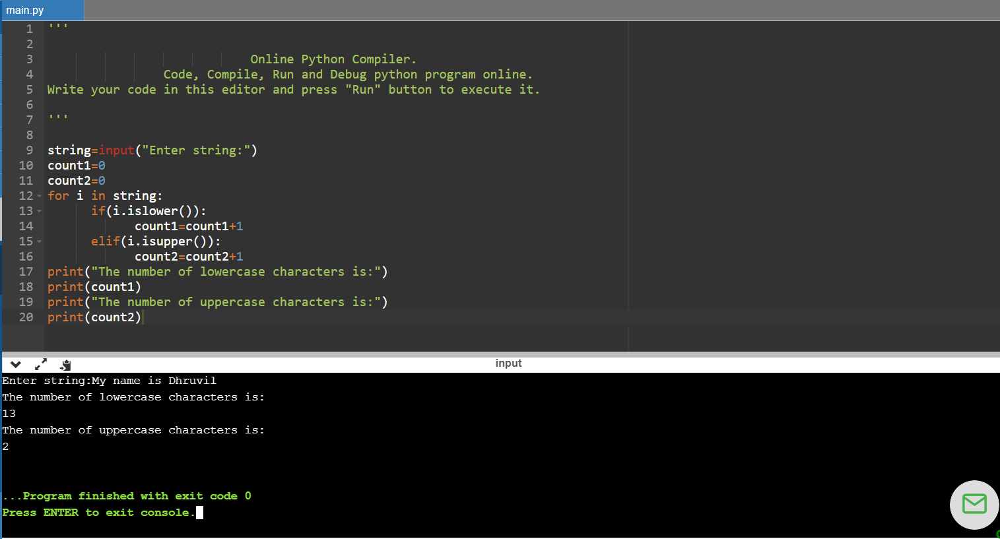 main.py
1 '''
2
3 Online Python Compiler.
4 Code, Compile, Run and Debug python program online.
5 Write your code in this editor and press "Run" button to execute it.
6
7 '''
8
9 string=input("Enter string:")
10 count1=0
11 count2=0
12 for i in string:
13 if(i.islower()):
14 count1=count1+1
15 elif(i.isupper()):
16 count2=count2+1
17 print("The number of lowercase characters is:")
18 print(count1)
19 print("The number of uppercase characters is:")
20 print(count2)
input
Enter string:My name is Dhruvil
The number of lowercase characters is:
13
The number of uppercase characters is:
2
...Program finished with exit code 0
Press ENTER to exit console.